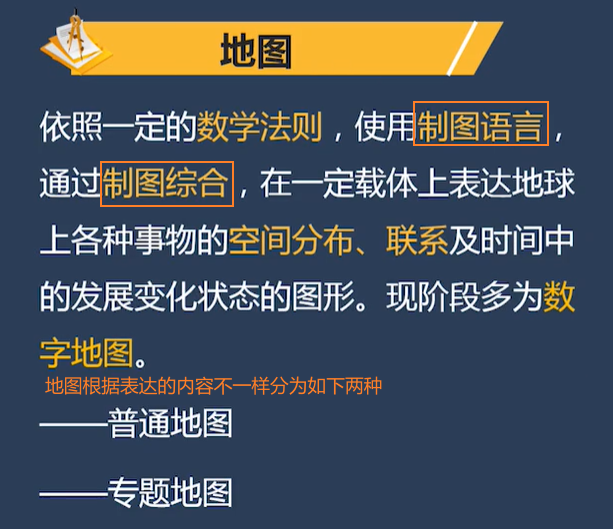 地图
依照一定的数学法则，使用制图语言，
通过制图综合，在一定载体上表达地球
上各种事物的空间分布、联系及时间中
的发展变化状态的图形。现阶段多为数
字地图。
地图根据表达的内容不一样分为如下两种
——普通地图
——专题地图